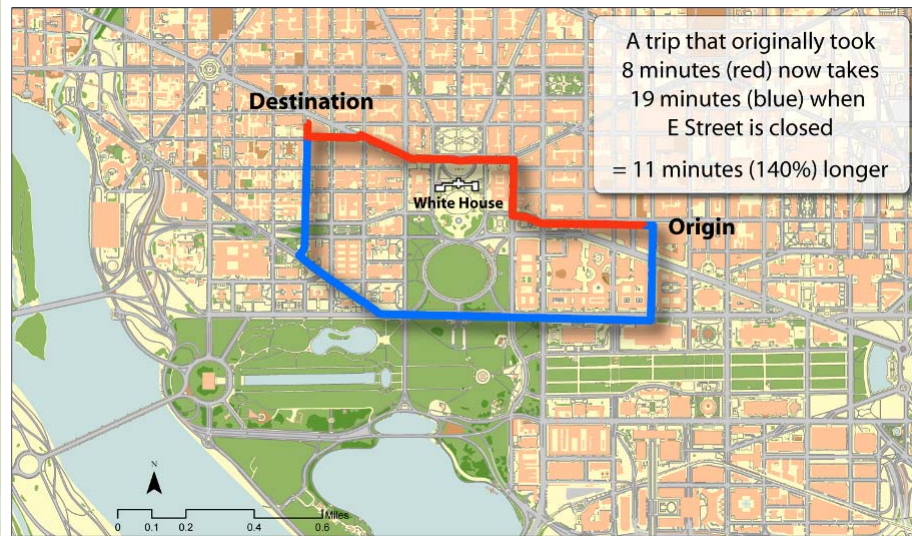 A trip that originally took
8 minutes (red) now takes
19 minutes (blue) when
E Street is closed
= 11 minutes (140%) longer
Destination
White House
Origin
N
Miles
0 0.1 0.2 0.4 0.6